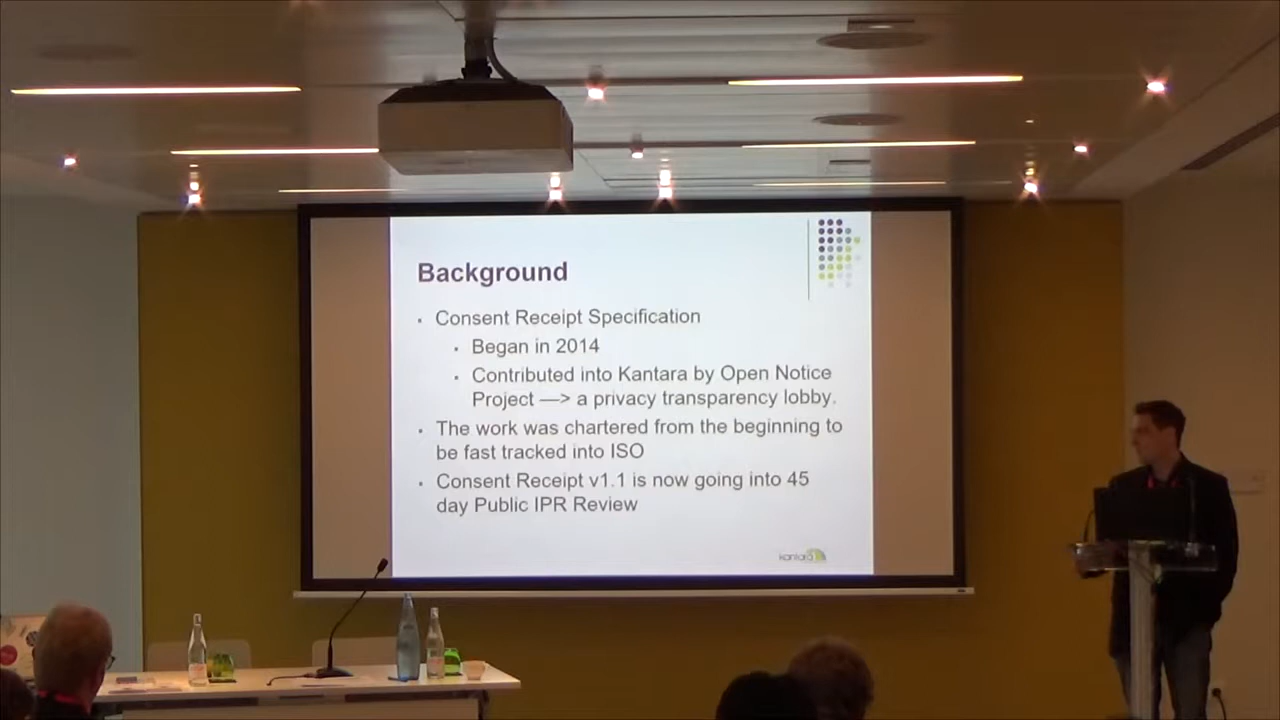 Background
Consent Receipt Specification
Began in 2014
Contributed into Kantara by Open Notice
Project —> a privacy transparency lobby.
The work was chartered from the beginning to
be fast tracked into ISO
Consent Receipt v1.1 is now going into 45
day Public IPR Review
kantara